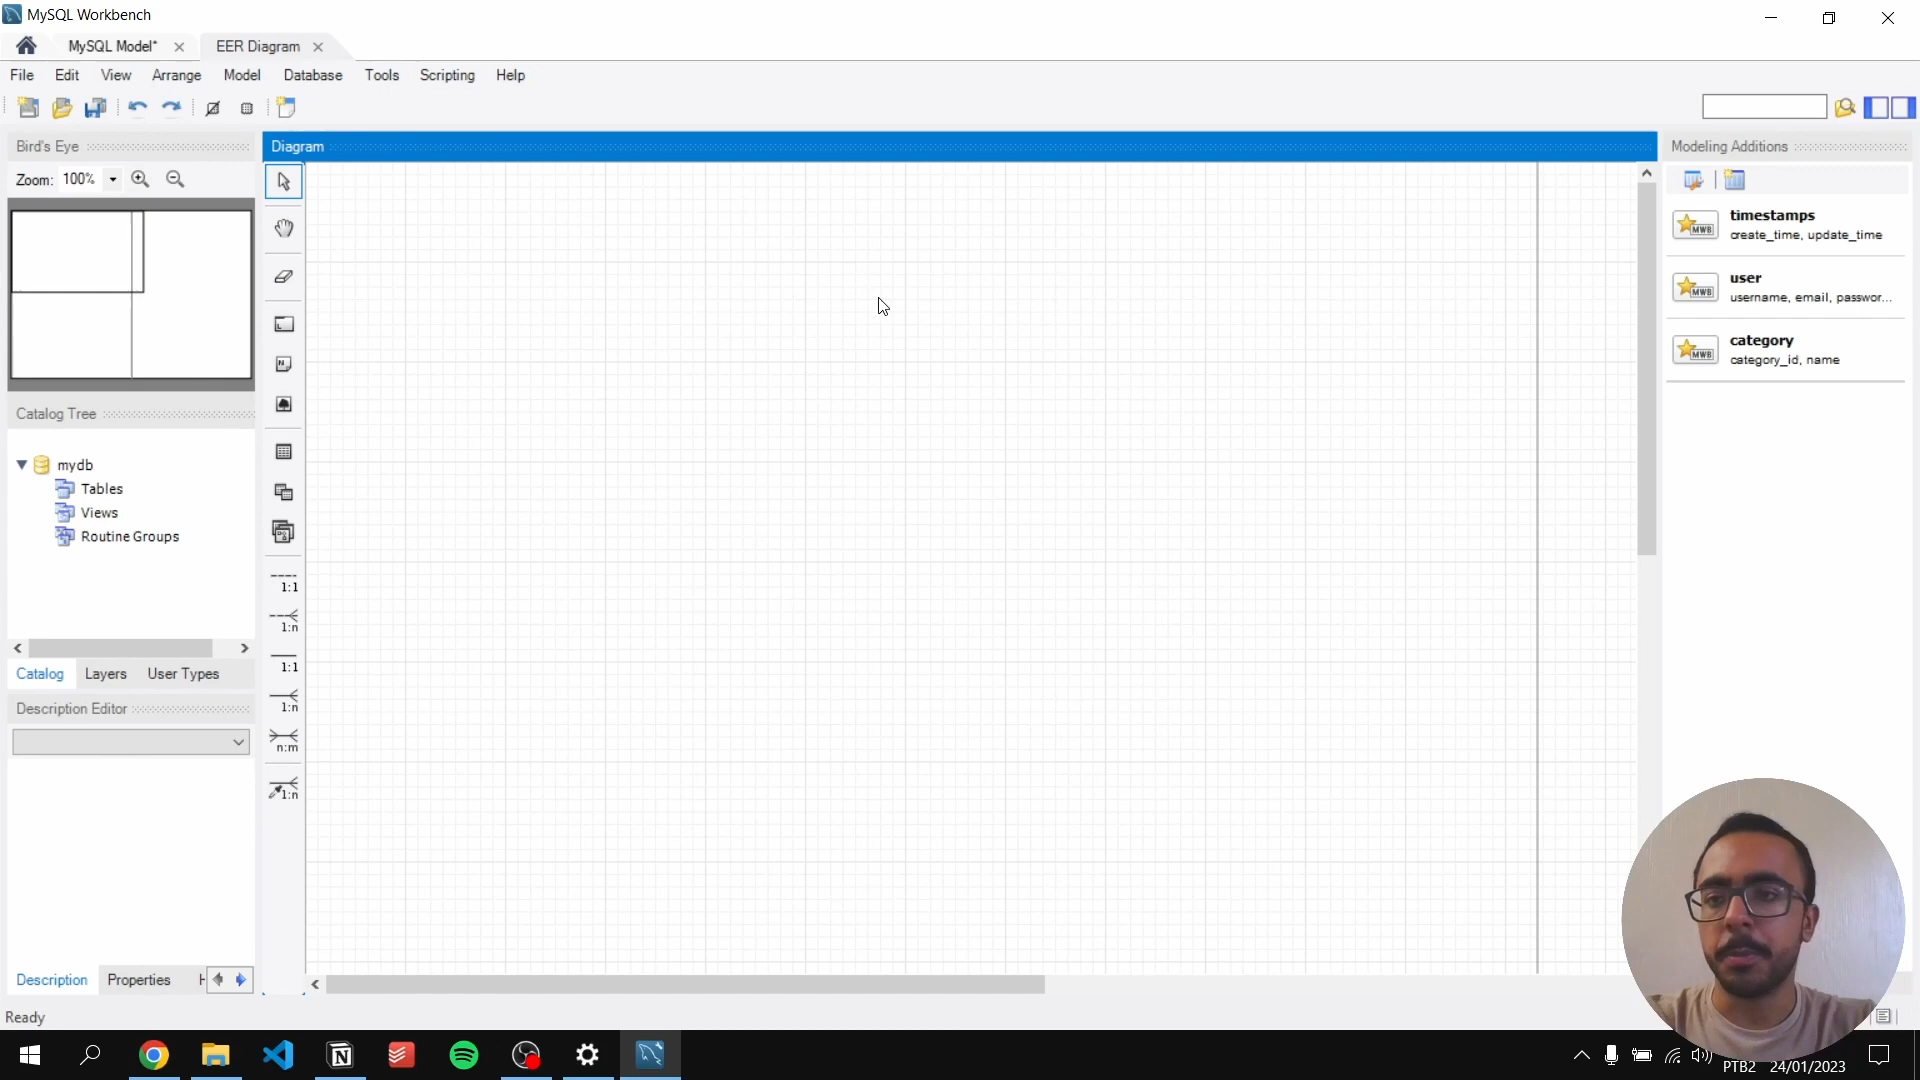 MySQL Workbench
MySQL Model*
EER Diagram
File Edit View Arrange Model Database Tools Scripting Help
Bird's Eye
Zoom: 100%
Diagram
Modeling Additions
timestamps
create_time, update_time
user
username, email, passwor...
category
category_id, name
MWB
MWB
MWB
Catalog Tree
mydb
Tables
Views
Routine Groups
Catalog Layers User Types
Description Editor
Description Properties H
1:1
1:n
1:1
1:n
n:m
1:n
Ready
PTB2 24/01/2023